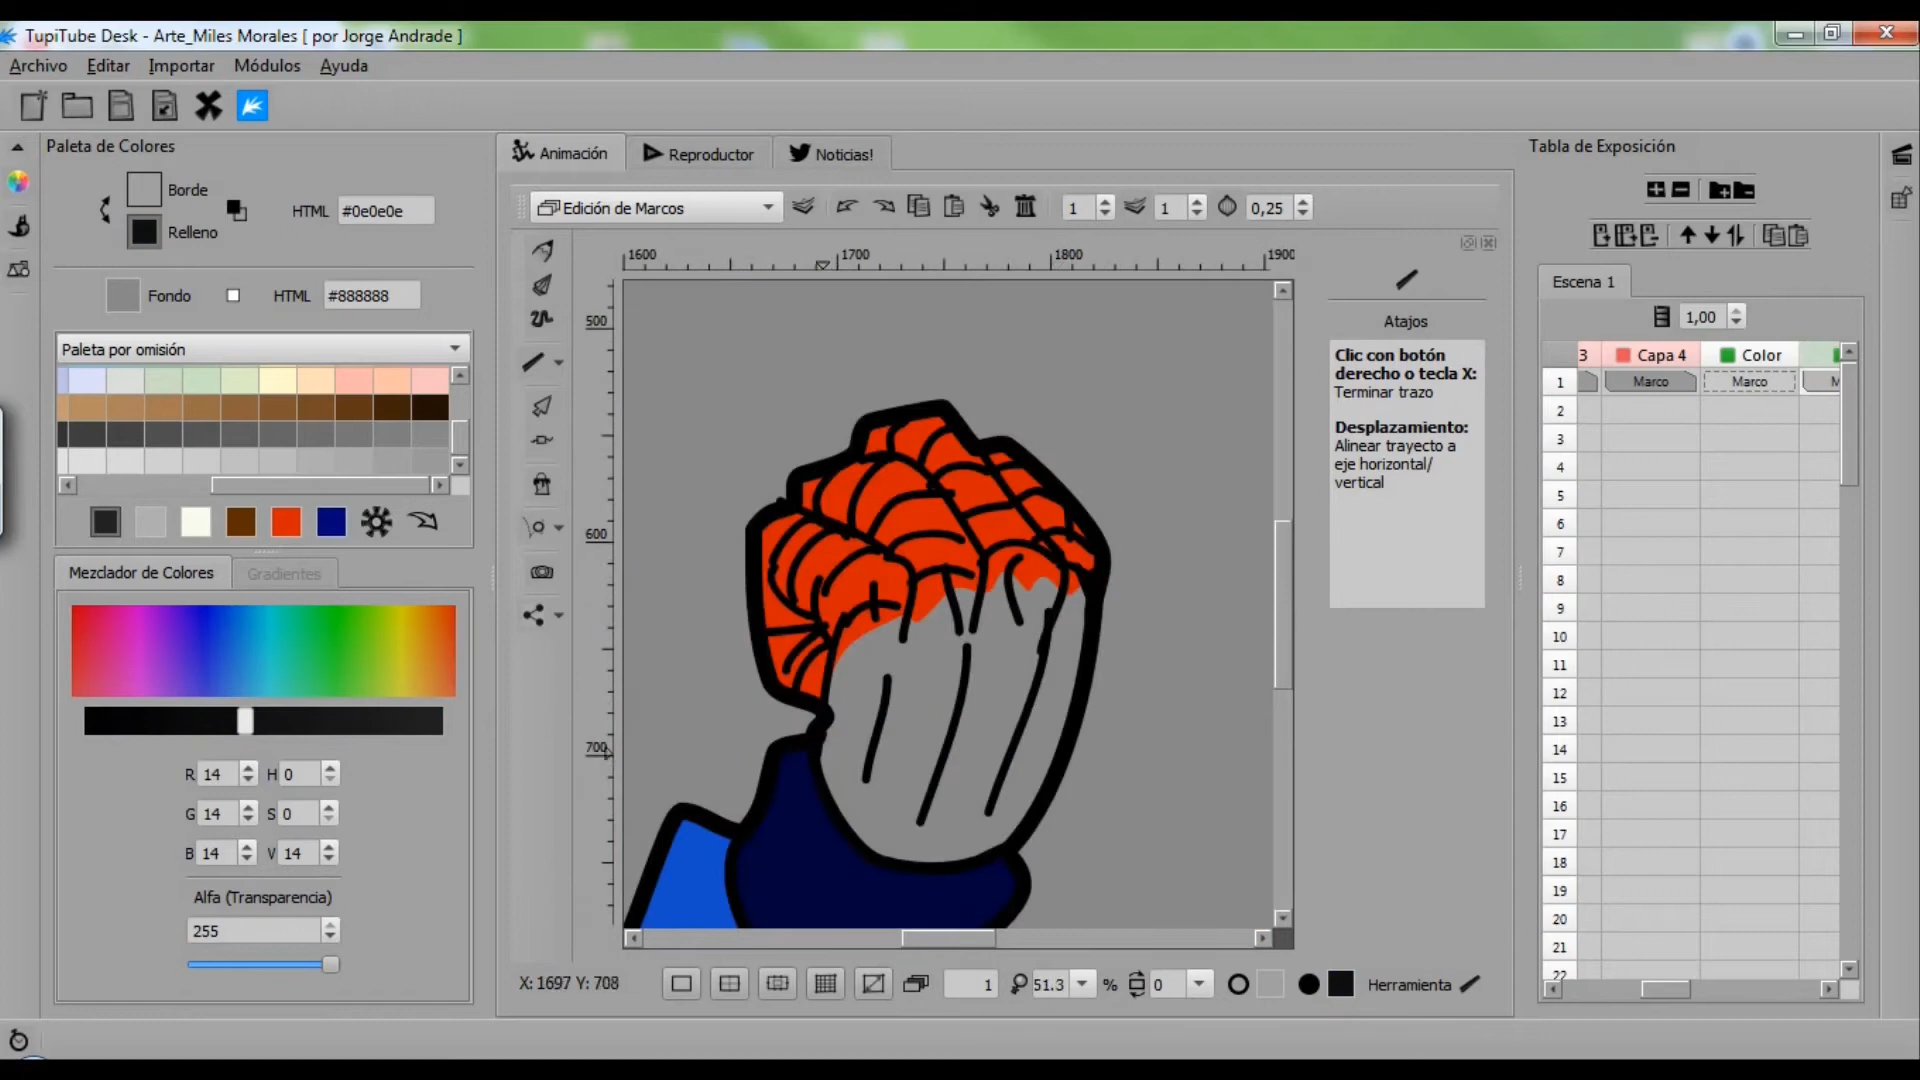 TupiTube Desk - Arte_Miles Morales [ por Jorge Andrade ]
Archivo Editar Importar Módulos Ayuda
Paleta de Colores
Borde
Relleno
HTML #0e0e0e
Fondo HTML #888888
Paleta por omisión
Mezclador de Colores Gradientes
R 14 H 0
G 14 S 0
B 14 V 14
Alfa (Transparencia)
255
Animación Reproductor Noticias!
Edición de Marcos 1 1 0,25
1600 1700 1800 1900
500
600
700
Atajos
Clic con botón
derecho o tecla X:
Terminar trazo
Desplazamiento:
Alinear trayecto a
eje horizontal/
vertical
X: 1697 Y: 708 1 51.3 % 0 Herramienta
Tabla de Exposición
Escena 1
1,00
3 Capa 4 Color
1 Marco Marco M
2
3
4
5
6
7
8
9
10
11
12
13
14
15
16
17
18
19
20
21
22